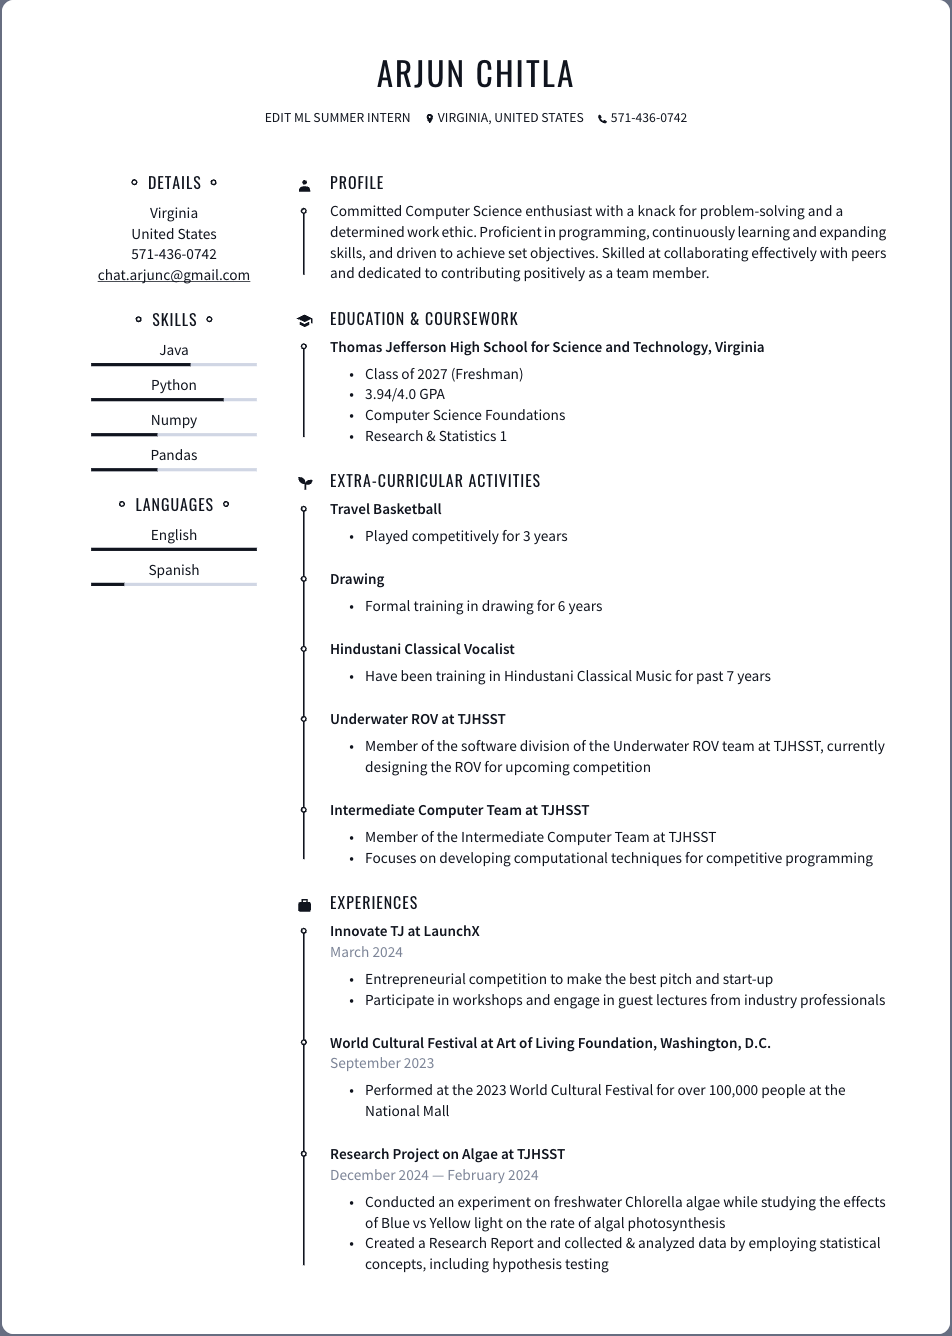 ARJUN CHITLA
EDIT ML SUMMER INTERN VIRGINIA, UNITED STATES 571-436-0742
DETAILS
Virginia
United States
571-436-0742
chat.arjunc@gmail.com
SKILLS
Java
Python
Numpy
Pandas
LANGUAGES
English
Spanish
PROFILE
Committed Computer Science enthusiast with a knack for problem-solving and a
determined work ethic. Proficient in programming, continuously learning and expanding
skills, and driven to achieve set objectives. Skilled at collaborating effectively with peers
and dedicated to contributing positively as a team member.
EDUCATION & COURSEWORK
Thomas Jefferson High School for Science and Technology, Virginia
• Class of 2027 (Freshman)
• 3.94/4.0 GPA
• Computer Science Foundations
• Research & Statistics 1
EXTRA-CURRICULAR ACTIVITIES
Travel Basketball
• Played competitively for 3 years
Drawing
• Formal training in drawing for 6 years
Hindustani Classical Vocalist
• Have been training in Hindustani Classical Music for past 7 years
Underwater ROV at TJHSST
• Member of the software division of the Underwater ROV team at TJHSST, currently
designing the ROV for upcoming competition
Intermediate Computer Team at TJHSST
• Member of the Intermediate Computer Team at TJHSST
• Focuses on developing computational techniques for competitive programming
EXPERIENCES
Innovate TJ at LaunchX
March 2024
• Entrepreneurial competition to make the best pitch and start-up
• Participate in workshops and engage in guest lectures from industry professionals
World Cultural Festival at Art of Living Foundation, Washington, D.C.
September 2023
• Performed at the 2023 World Cultural Festival for over 100,000 people at the
National Mall
Research Project on Algae at TJHSST
December 2024 — February 2024
• Conducted an experiment on freshwater Chlorella algae while studying the effects
of Blue vs Yellow light on the rate of algal photosynthesis
• Created a Research Report and collected & analyzed data by employing statistical
concepts, including hypothesis testing